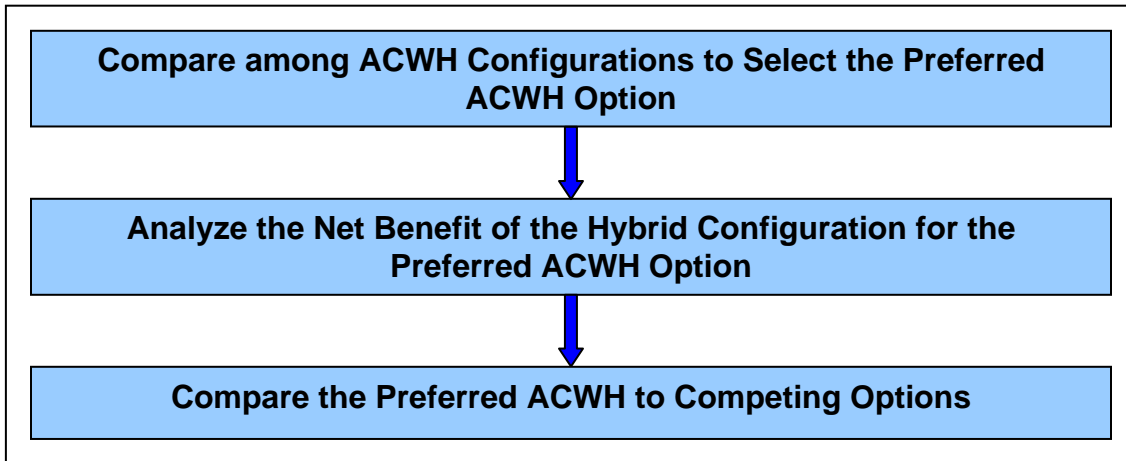 Compare among ACWH Configurations to Select the Preferred
ACWH Option
Analyze the Net Benefit of the Hybrid Configuration for the
Preferred ACWH Option
Compare the Preferred ACWH to Competing Options